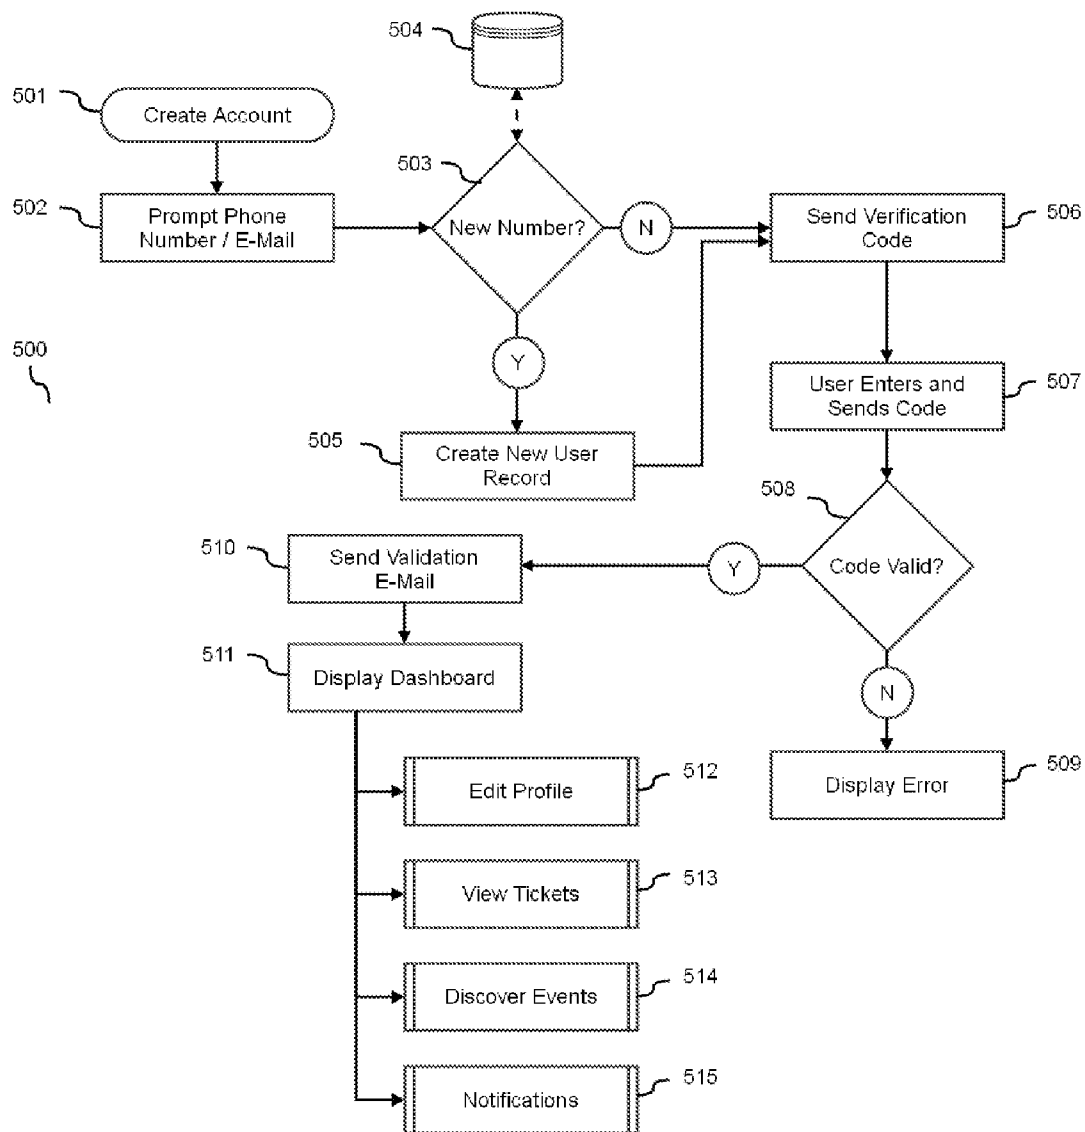 504
501
Create Account
503
502
Prompt Phone
Number / E-Mail
New Number?
N
Send Verification
Code
506
500
Y
User Enters and
Sends Code
507
505
Create New User
Record
508
510
Send Validation
E-Mail
Y
Code Valid?
511
Display Dashboard
N
512
Edit Profile
509
Display Error
513
View Tickets
514
Discover Events
515
Notifications